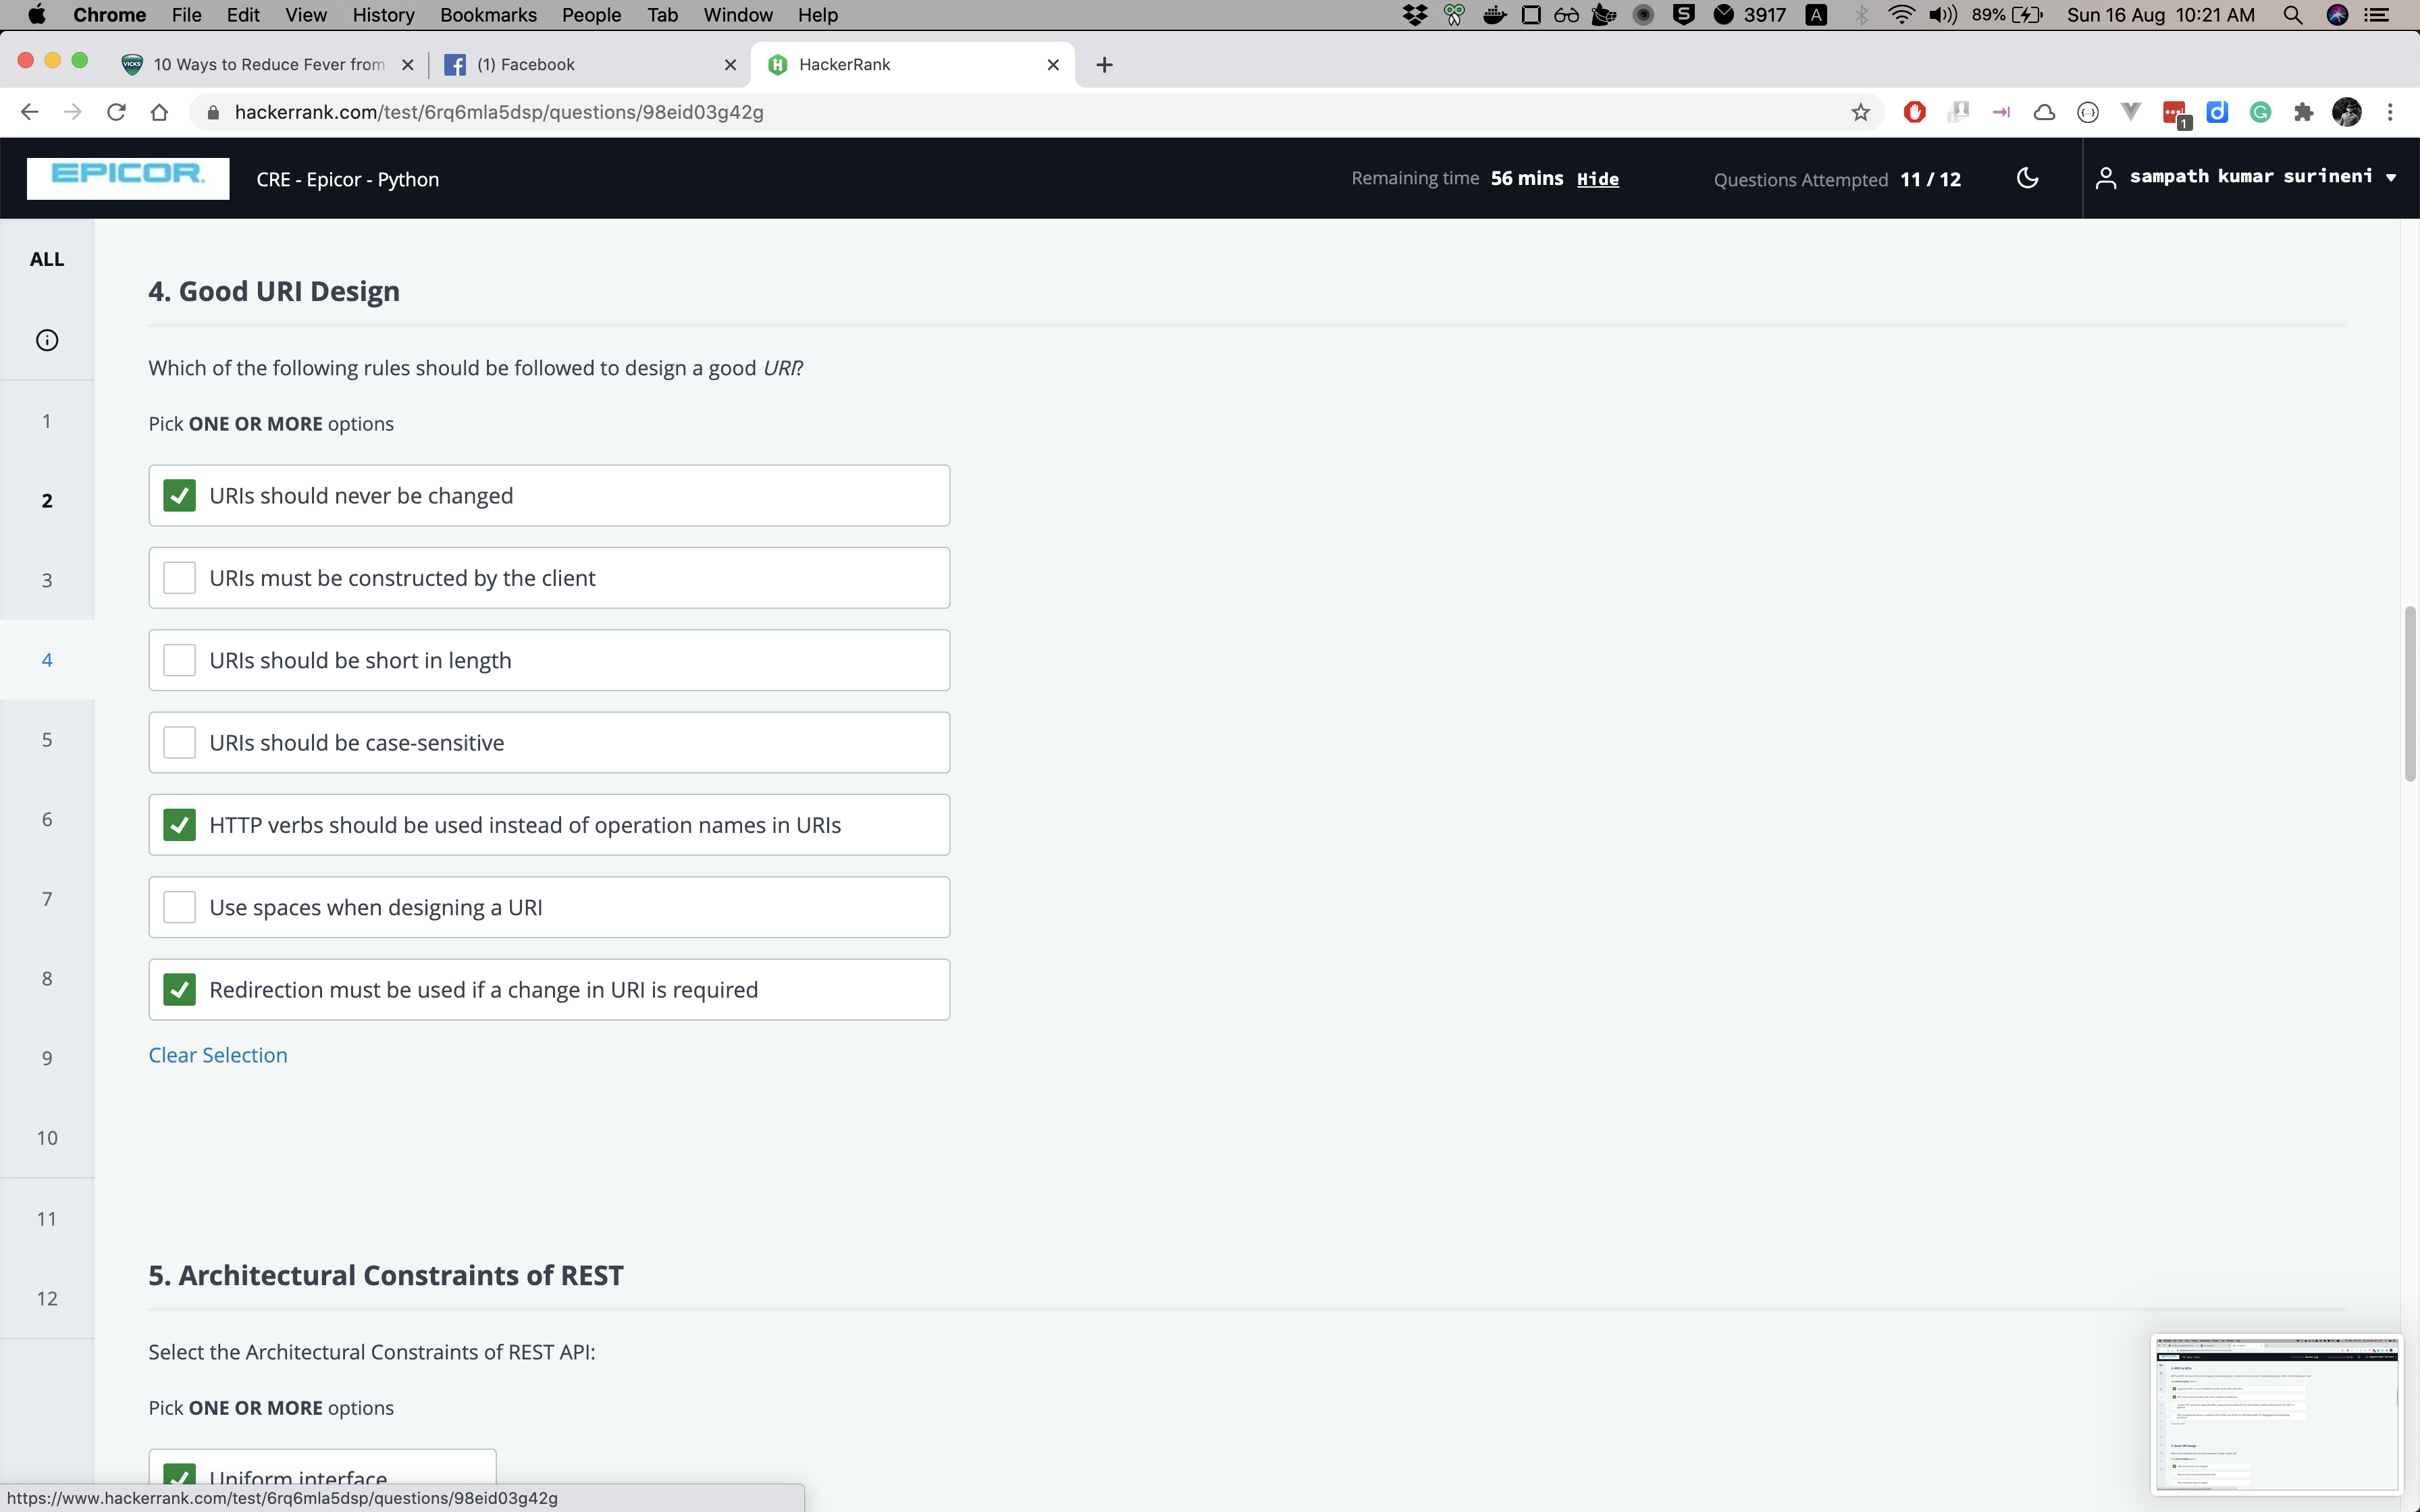 Chrome File Edit View History Bookmarks People Tab Window Help 3917 A 89% Sun 16 Aug 10:21 AM
VICKS 10 Ways to Reduce Fever from (1) Facebook HackerRank
hackerrank.com/test/6rq6mla5dsp/questions/98eid03g42g 1
EPICOR CRE - Epicor - Python Remaining time 56 mins Hide Questions Attempted 11 / 12 sampath kumar surineni
ALL
4. Good URI Design
Which of the following rules should be followed to design a good URI?
1
Pick ONE OR MORE options
2
URIs should never be changed
3
URIs must be constructed by the client
4
URIs should be short in length
5
URIs should be case-sensitive
6
HTTP verbs should be used instead of operation names in URIs
7
Use spaces when designing a URI
8
Redirection must be used if a change in URI is required
9
Clear Selection
10
11
5. Architectural Constraints of REST
12
Select the Architectural Constraints of REST API:
Pick ONE OR MORE options
Uniform interface
https://www.hackerrank.com/test/6rq6mla5dsp/questions/98eid03g42g